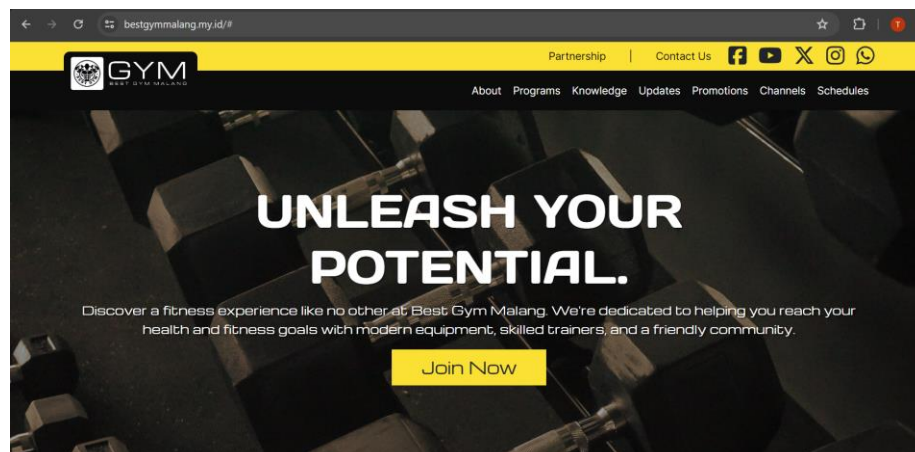 bestgymmalang.my.id/#
T
Partnership | Contact Us
GYM
BEST GYM MALANG
About Programs Knowledge Updates Promotions Channels Schedules
UNLEASH YOUR
POTENTIAL.
Discover a fitness experience like no other at Best Gym Malang. We're dedicated to helping you reach your
health and fitness goals with modern equipment, skilled trainers, and a friendly community.
Join Now